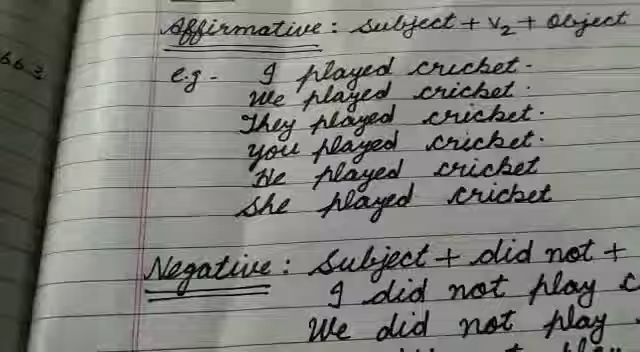 Affirmative: Subject + V2 + Object
e.g - I played cricket.
We played cricket.
They played cricket.
you played cricket.
He played cricket
She played cricket
Negative: Subject + did not +
I did not play
We did not play